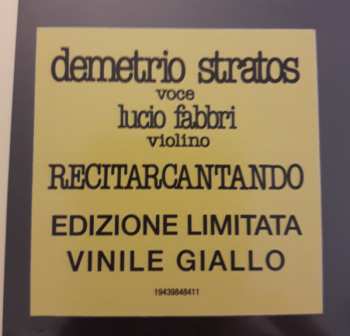 demetrio stratos
voce
lucio fabbri
violino
RECITARCANTANDO
EDIZIONE LIMITATA
VINILE GIALLO
19439848411